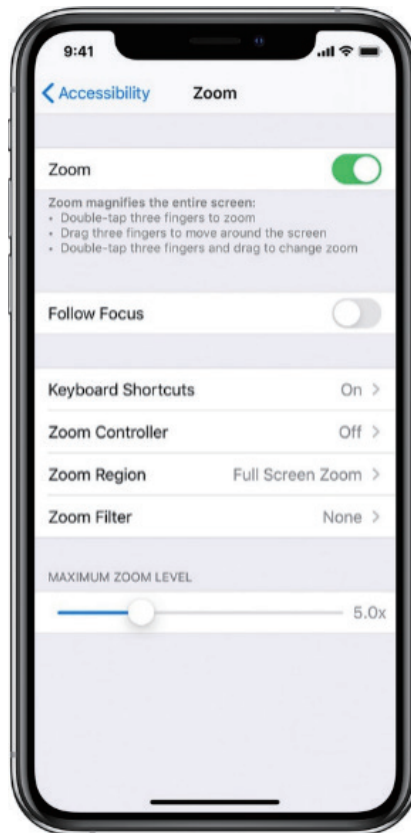 9:41
Accessibility Zoom
Zoom
Zoom magnifies the entire screen:
• Double-tap three fingers to zoom
• Drag three fingers to move around the screen
• Double-tap three fingers and drag to change zoom
Follow Focus
Keyboard Shortcuts On
Zoom Controller Off
Zoom Region Full Screen Zoom
Zoom Filter None
MAXIMUM ZOOM LEVEL
5.0x